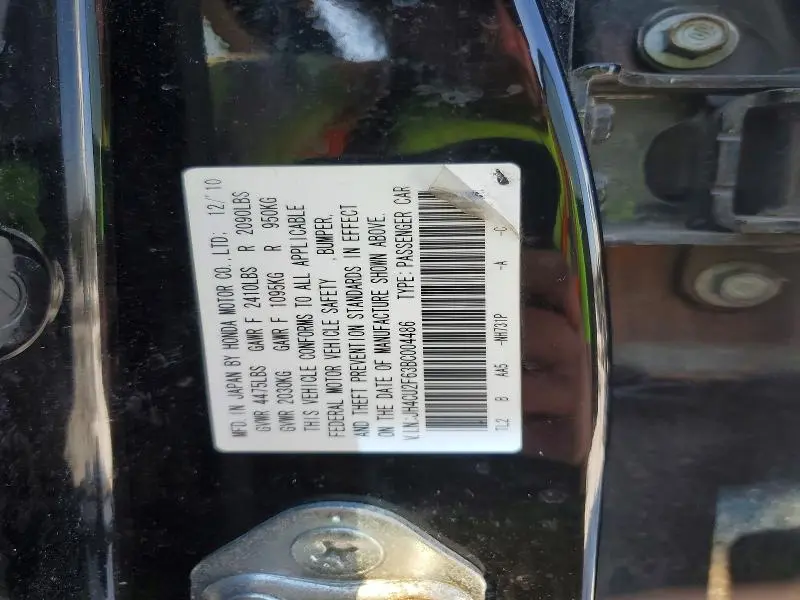 MFD. IN JAPAN BY HONDA MOTOR CO., LTD; 12/'10
GVWR 4475LBS GAWR F 2410LBS R 2090LBS
GVWR 2030KG GAWR F 1095KG R 950KG
THIS VEHICLE CONFORMS TO ALL APPLICABLE
FEDERAL MOTOR VEHICLE SAFETY , BUMPER,
AND THEFT PREVENTION STANDARDS IN EFFECT
ON THE DATE OF MANUFACTURE SHOWN ABOVE.
V.I.N.:JH4CU2F63BC004486 TYPE: PASSENGER CAR
TL2 B AA5 -NH731P -A -C